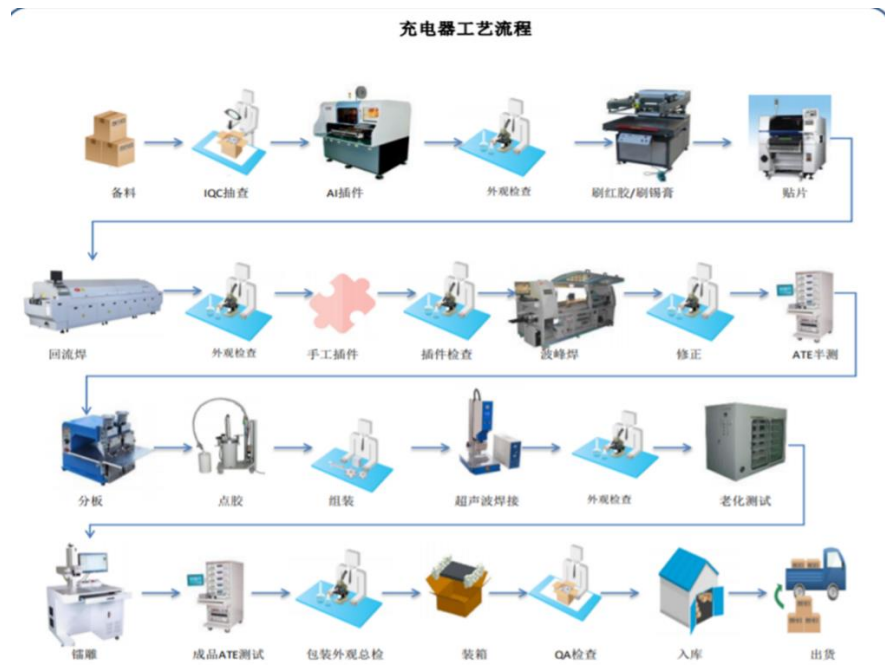 充电器工艺流程
备料 IQC抽查 AI插件 外观检查 刷红胶/刷锡膏 贴片
回流焊 外观检查 手工插件 插件检查 波峰焊 修正 ATE半测
分板 点胶 组装 超声波焊接 外观检查 老化测试
镭雕 成品ATE测试 包装外观总检 装箱 QA检查 入库 出货